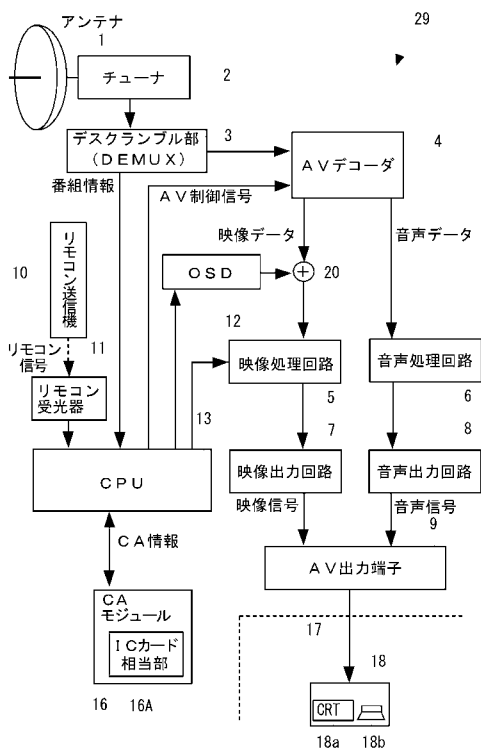 アンテナ
29
1
チューナ
2
デスクランブル部
(DEMUX)
3
AVデコーダ
4
番組情報
AV制御信号
映像データ
音声データ
リモコン送信機
10
OSD
20
12
リモコン
信号
11
映像処理回路
音声処理回路
リモコン
受光器
13
5
6
7
8
CPU
映像出力回路
音声出力回路
映像信号
音声信号
9
CA情報
AV出力端子
CA
モジュール
ICカード
相当部
17
18
16
16A
CRT
18a
18b